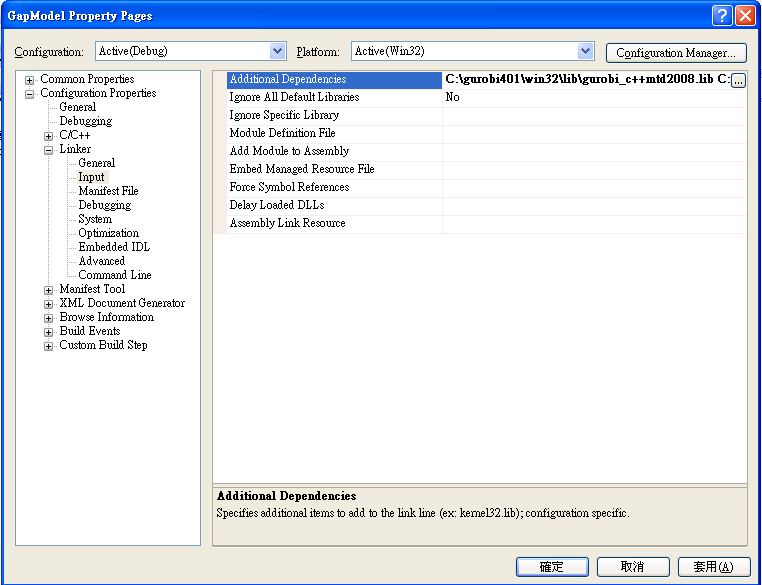 GapModel Property Pages
Configuration: Active(Debug) Platform: Active(Win32) Configuration Manager...
Common Properties
Configuration Properties
General
Debugging
C/C++
Linker
General
Input
Manifest File
Debugging
System
Optimization
Embedded IDL
Advanced
Command Line
Manifest Tool
XML Document Generator
Browse Information
Build Events
Custom Build Step
Additional Dependencies C:\gurobi401\win32\lib\gurobi_c++mtd2008.lib C: ...
Ignore All Default Libraries No
Ignore Specific Library
Module Definition File
Add Module to Assembly
Embed Managed Resource File
Force Symbol References
Delay Loaded DLLs
Assembly Link Resource
Additional Dependencies
Specifies additional items to add to the link line (ex: kernel32.lib); configuration specific.
確定 取消 套用(A)